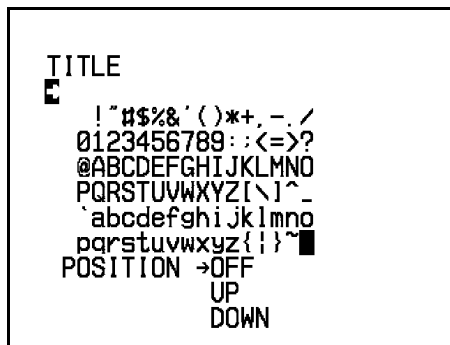 TITLE
➡
 !"#$%&'()*+,-./
0123456789:;<=>?
@ABCDEFGHIJKLMNO
PQRSTUVWXYZ[\]^_
`abcdefghijklmno
pqrstuvwxyz{¦}~█
POSITION →OFF
UP
DOWN